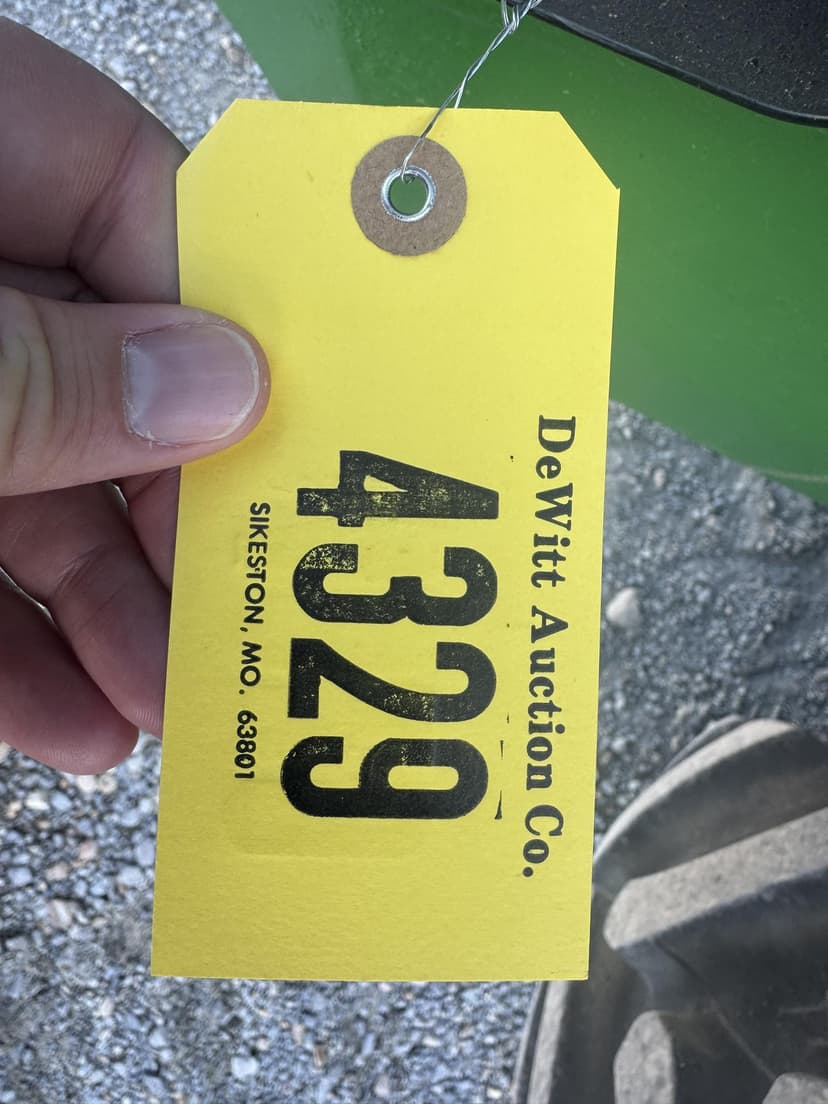 DeWitt Auction Co.
4329
SIKESTON, MO. 63801